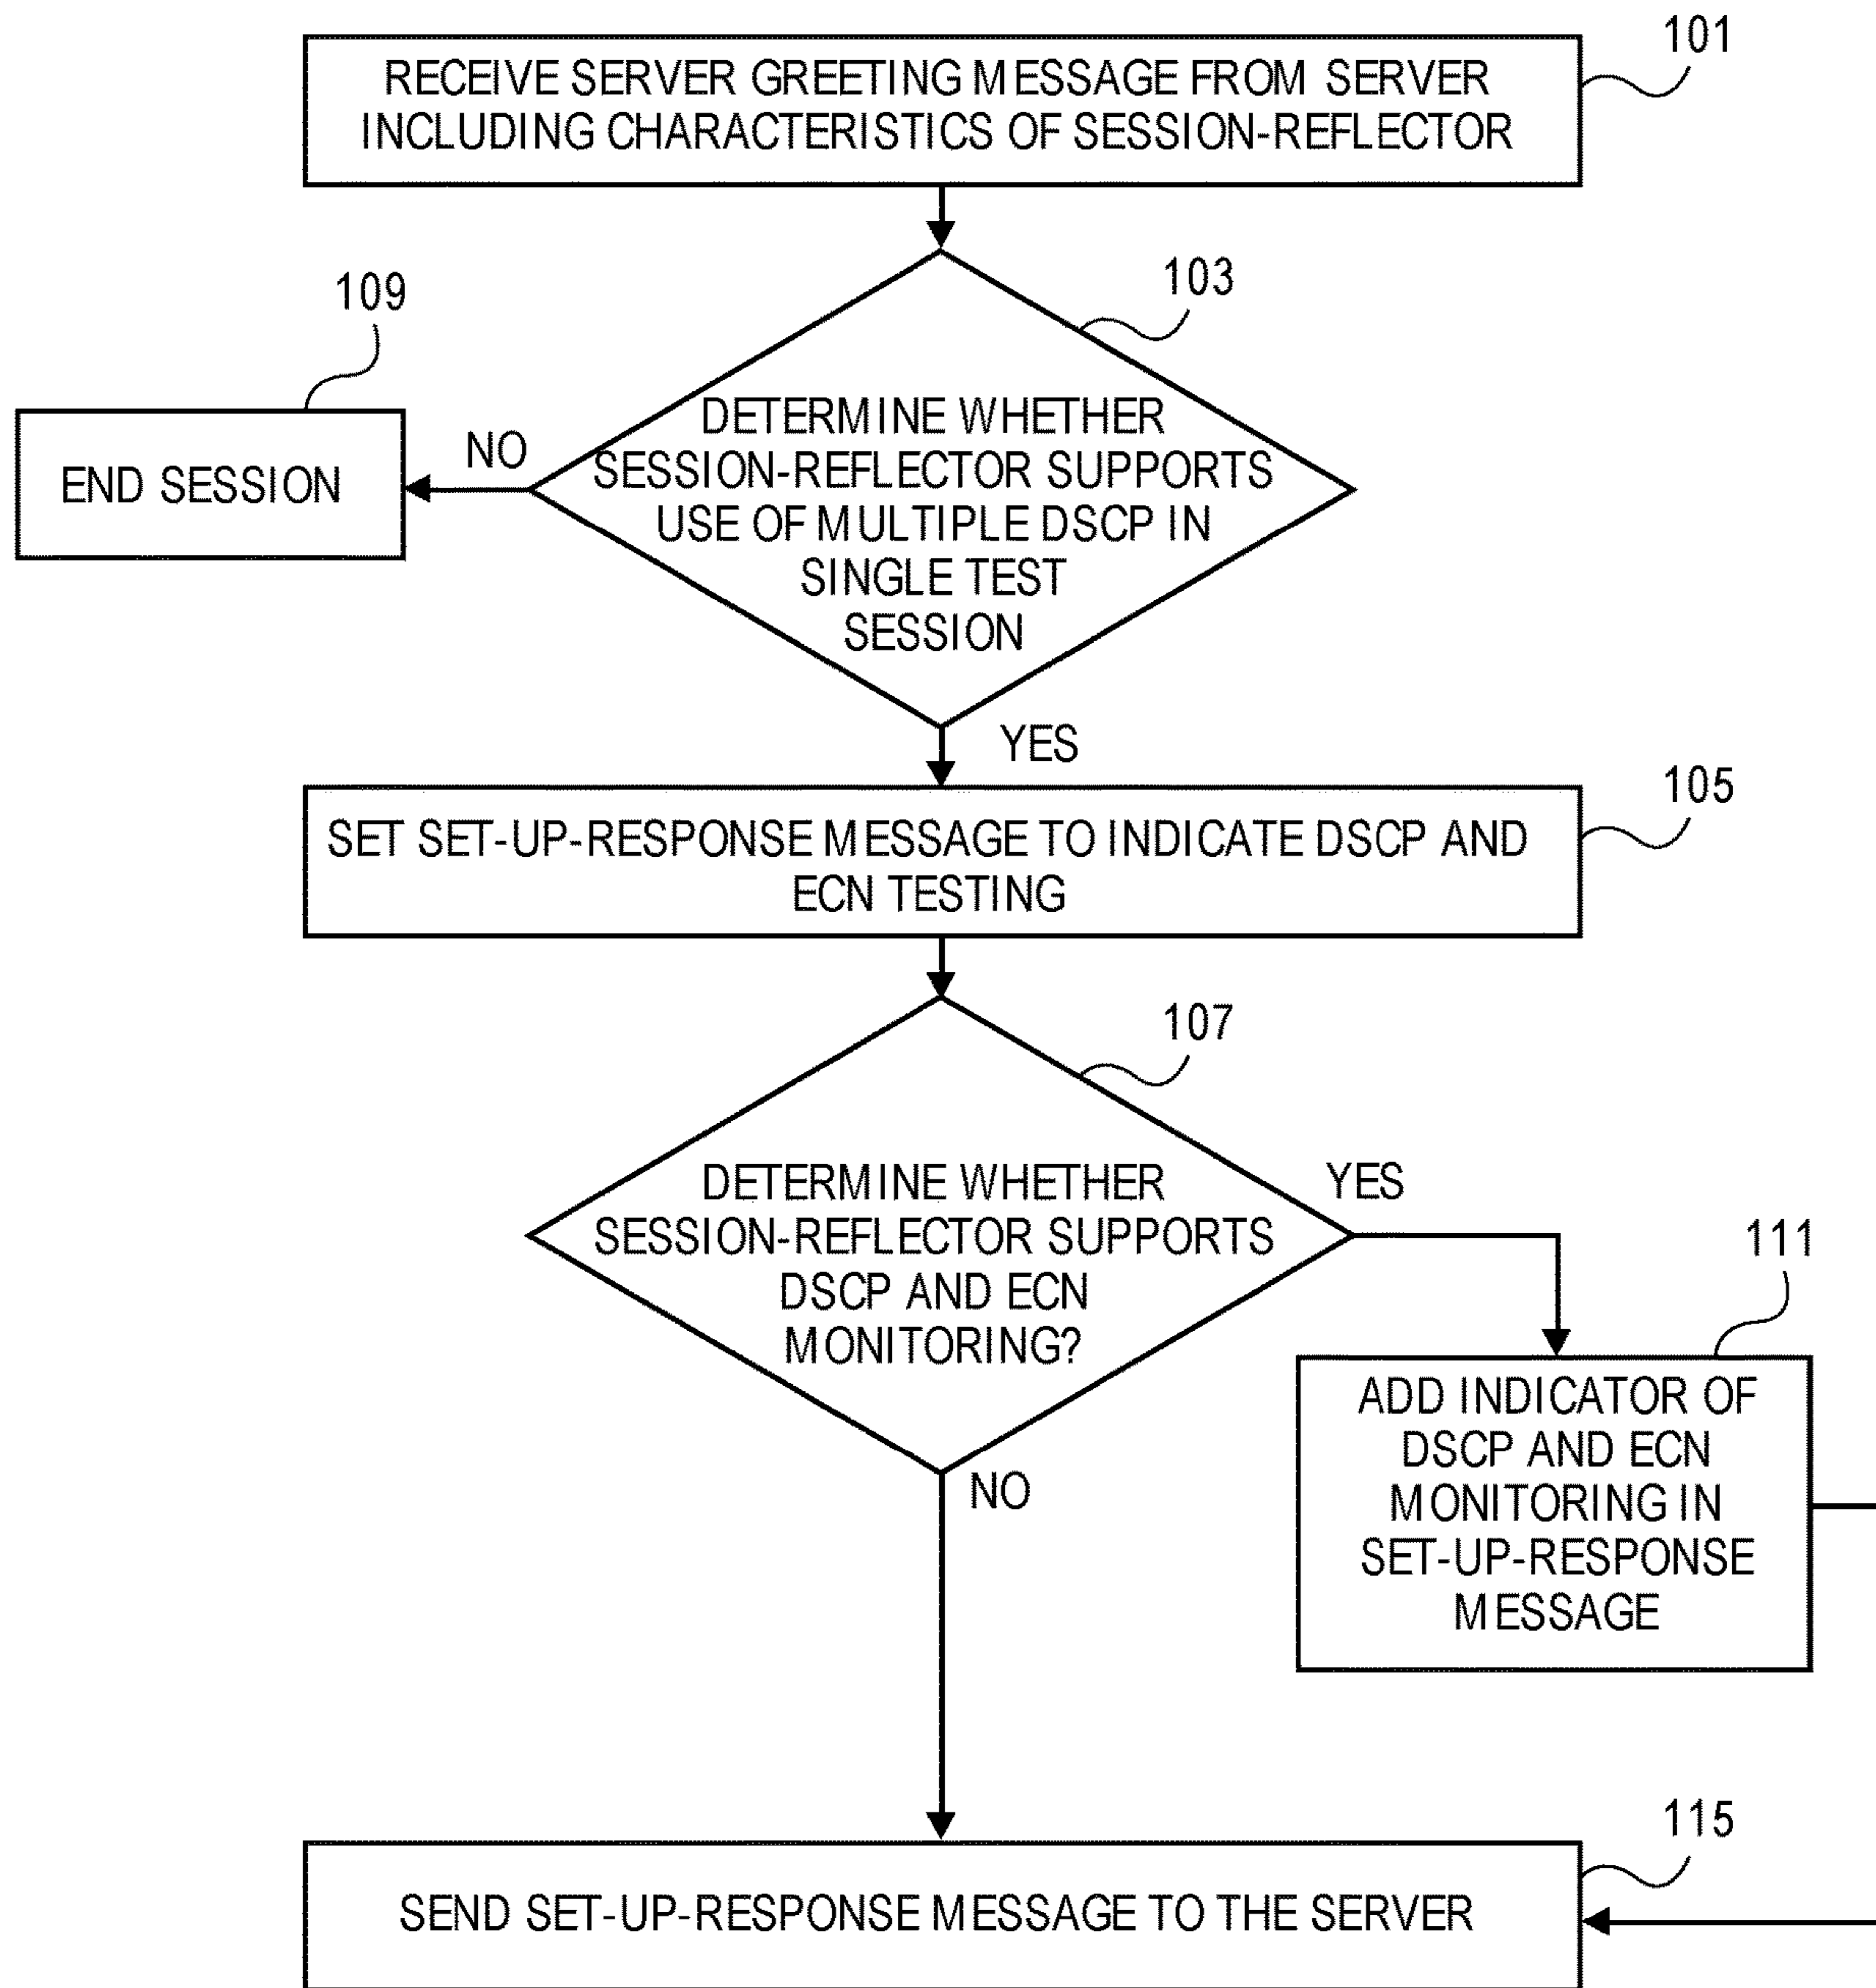 101
RECEIVE SERVER GREETING MESSAGE FROM SERVER
INCLUDING CHARACTERISTICS OF SESSION-REFLECTOR
103
109
DETERMINE WHETHER
SESSION-REFLECTOR SUPPORTS
USE OF MULTIPLE DSCP IN
SINGLE TEST
SESSION
NO
END SESSION
YES
105
SET SET-UP-RESPONSE MESSAGE TO INDICATE DSCP AND
ECN TESTING
107
DETERMINE WHETHER
SESSION-REFLECTOR SUPPORTS
DSCP AND ECN
MONITORING?
YES
111
ADD INDICATOR OF
DSCP AND ECN
MONITORING IN
SET-UP-RESPONSE
MESSAGE
NO
115
SEND SET-UP-RESPONSE MESSAGE TO THE SERVER